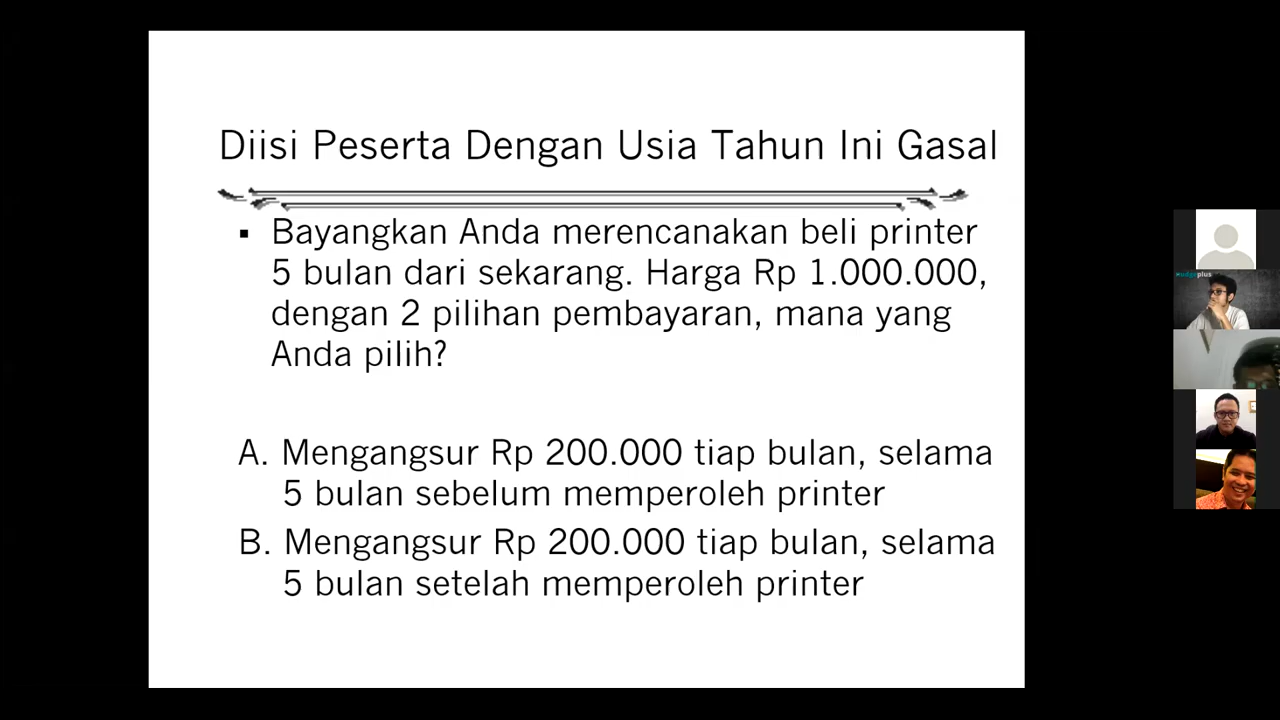 Diisi Peserta Dengan Usia Tahun Ini Gasal
▪ Bayangkan Anda merencanakan beli printer
5 bulan dari sekarang. Harga Rp 1.000.000,
dengan 2 pilihan pembayaran, mana yang
Anda pilih?
A. Mengangsur Rp 200.000 tiap bulan, selama
5 bulan sebelum memperoleh printer
B. Mengangsur Rp 200.000 tiap bulan, selama
5 bulan setelah memperoleh printer